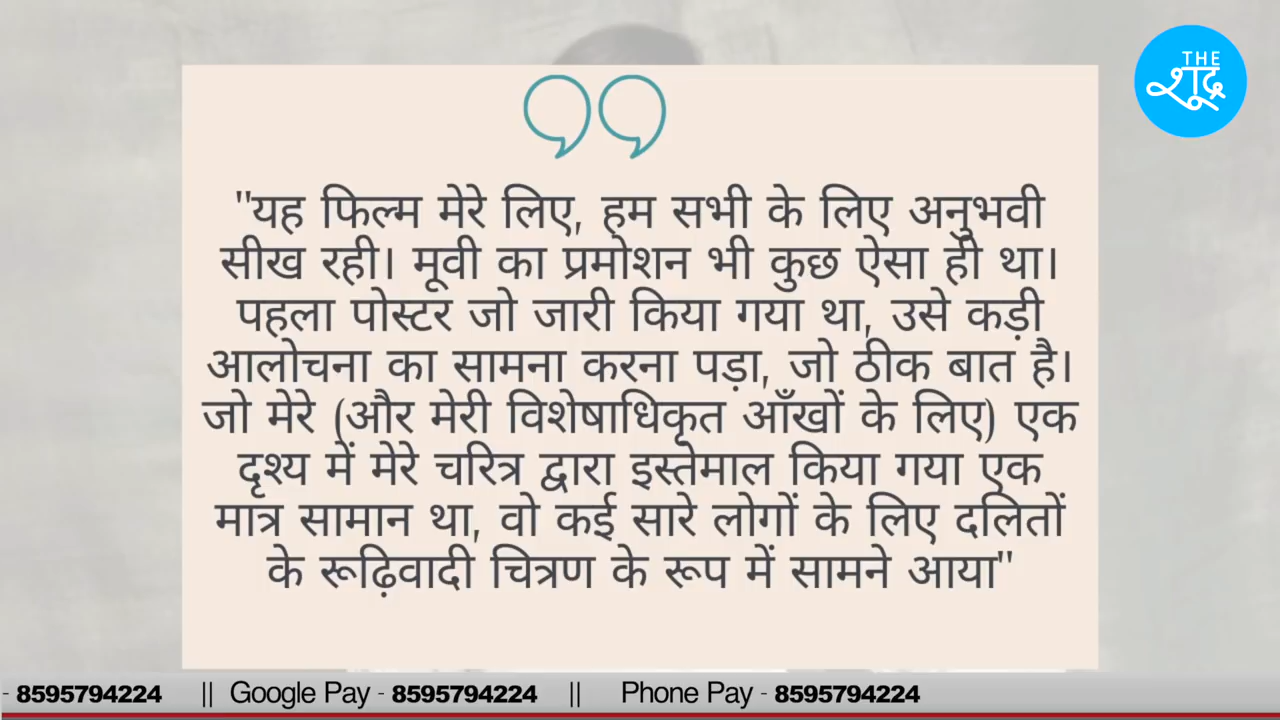 THE
शूद्र
"यह फिल्म मेरे लिए, हम सभी के लिए अनुभवी
सीख रही। मूवी का प्रमोशन भी कुछ ऐसा ही था।
पहला पोस्टर जो जारी किया गया था, उसे कड़ी
आलोचना का सामना करना पड़ा, जो ठीक बात है।
जो मेरे (और मेरी विशेषाधिकृत आँखों के लिए) एक
दृश्य में मेरे चरित्र द्वारा इस्तेमाल किया गया एक
मात्र सामान था, वो कई सारे लोगों के लिए दलितों
के रूढ़िवादी चित्रण के रूप में सामने आया"
- 8595794224 || Google Pay - 8595794224 || Phone Pay - 8595794224